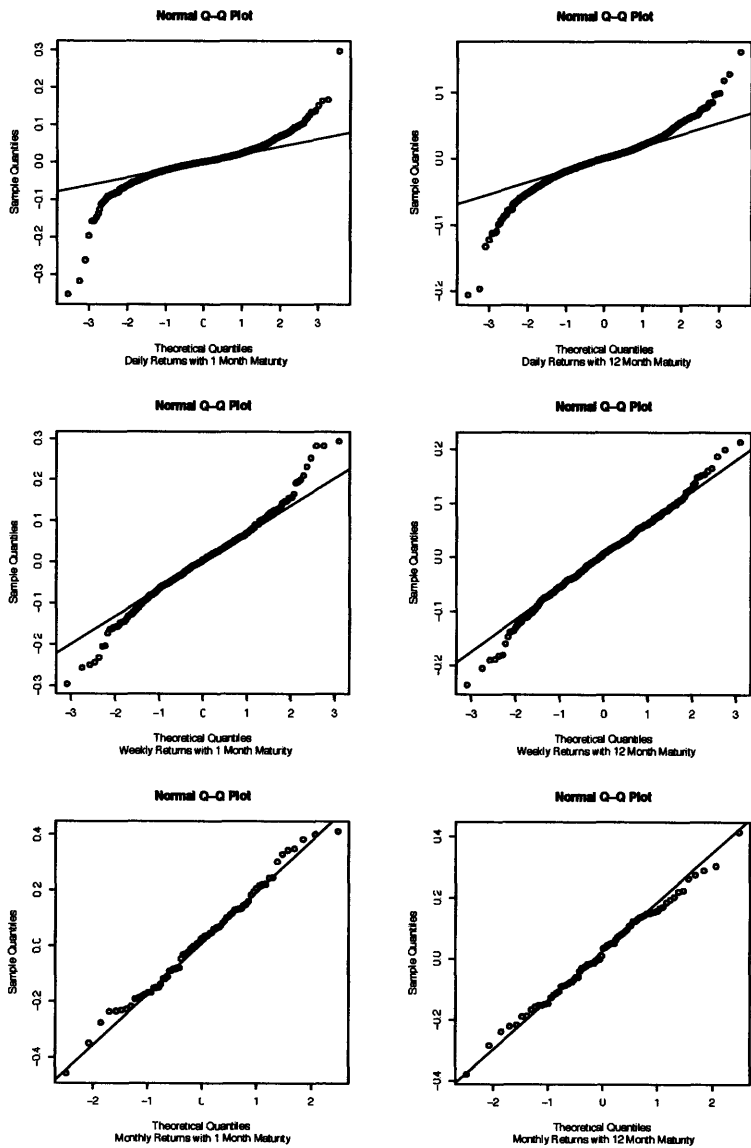 Normal Q–Q Plot
Sample Quantiles
0.3
0.2
0.1
0.0
-0.1
-0.2
-0.3
-3 -2 -1 0 1 2 3
Theoretical Quantiles
Daily Returns with 1 Month Maturity
Normal Q–Q Plot
Sample Quantiles
0.1
0.0
-0.1
-0.2
-3 -2 -1 0 1 2 3
Theoretical Quantiles
Daily Returns with 12 Month Maturity
Normal Q–Q Plot
Sample Quantiles
0.3
0.2
0.1
0.0
-0.1
-0.2
-0.3
-3 -2 -1 0 1 2 3
Theoretical Quantiles
Weekly Returns with 1 Month Maturity
Normal Q–Q Plot
Sample Quantiles
0.2
0.1
0.0
-0.1
-0.2
-3 -2 -1 0 1 2 3
Theoretical Quantiles
Weekly Returns with 12 Month Maturity
Normal Q–Q Plot
Sample Quantiles
0.4
0.2
0.0
-0.2
-0.4
-2 -1 0 1 2
Theoretical Quantiles
Monthly Returns with 1 Month Maturity
Normal Q–Q Plot
Sample Quantiles
0.4
0.2
0.0
-0.2
-0.4
-2 -1 0 1 2
Theoretical Quantiles
Monthly Returns with 12 Month Maturity